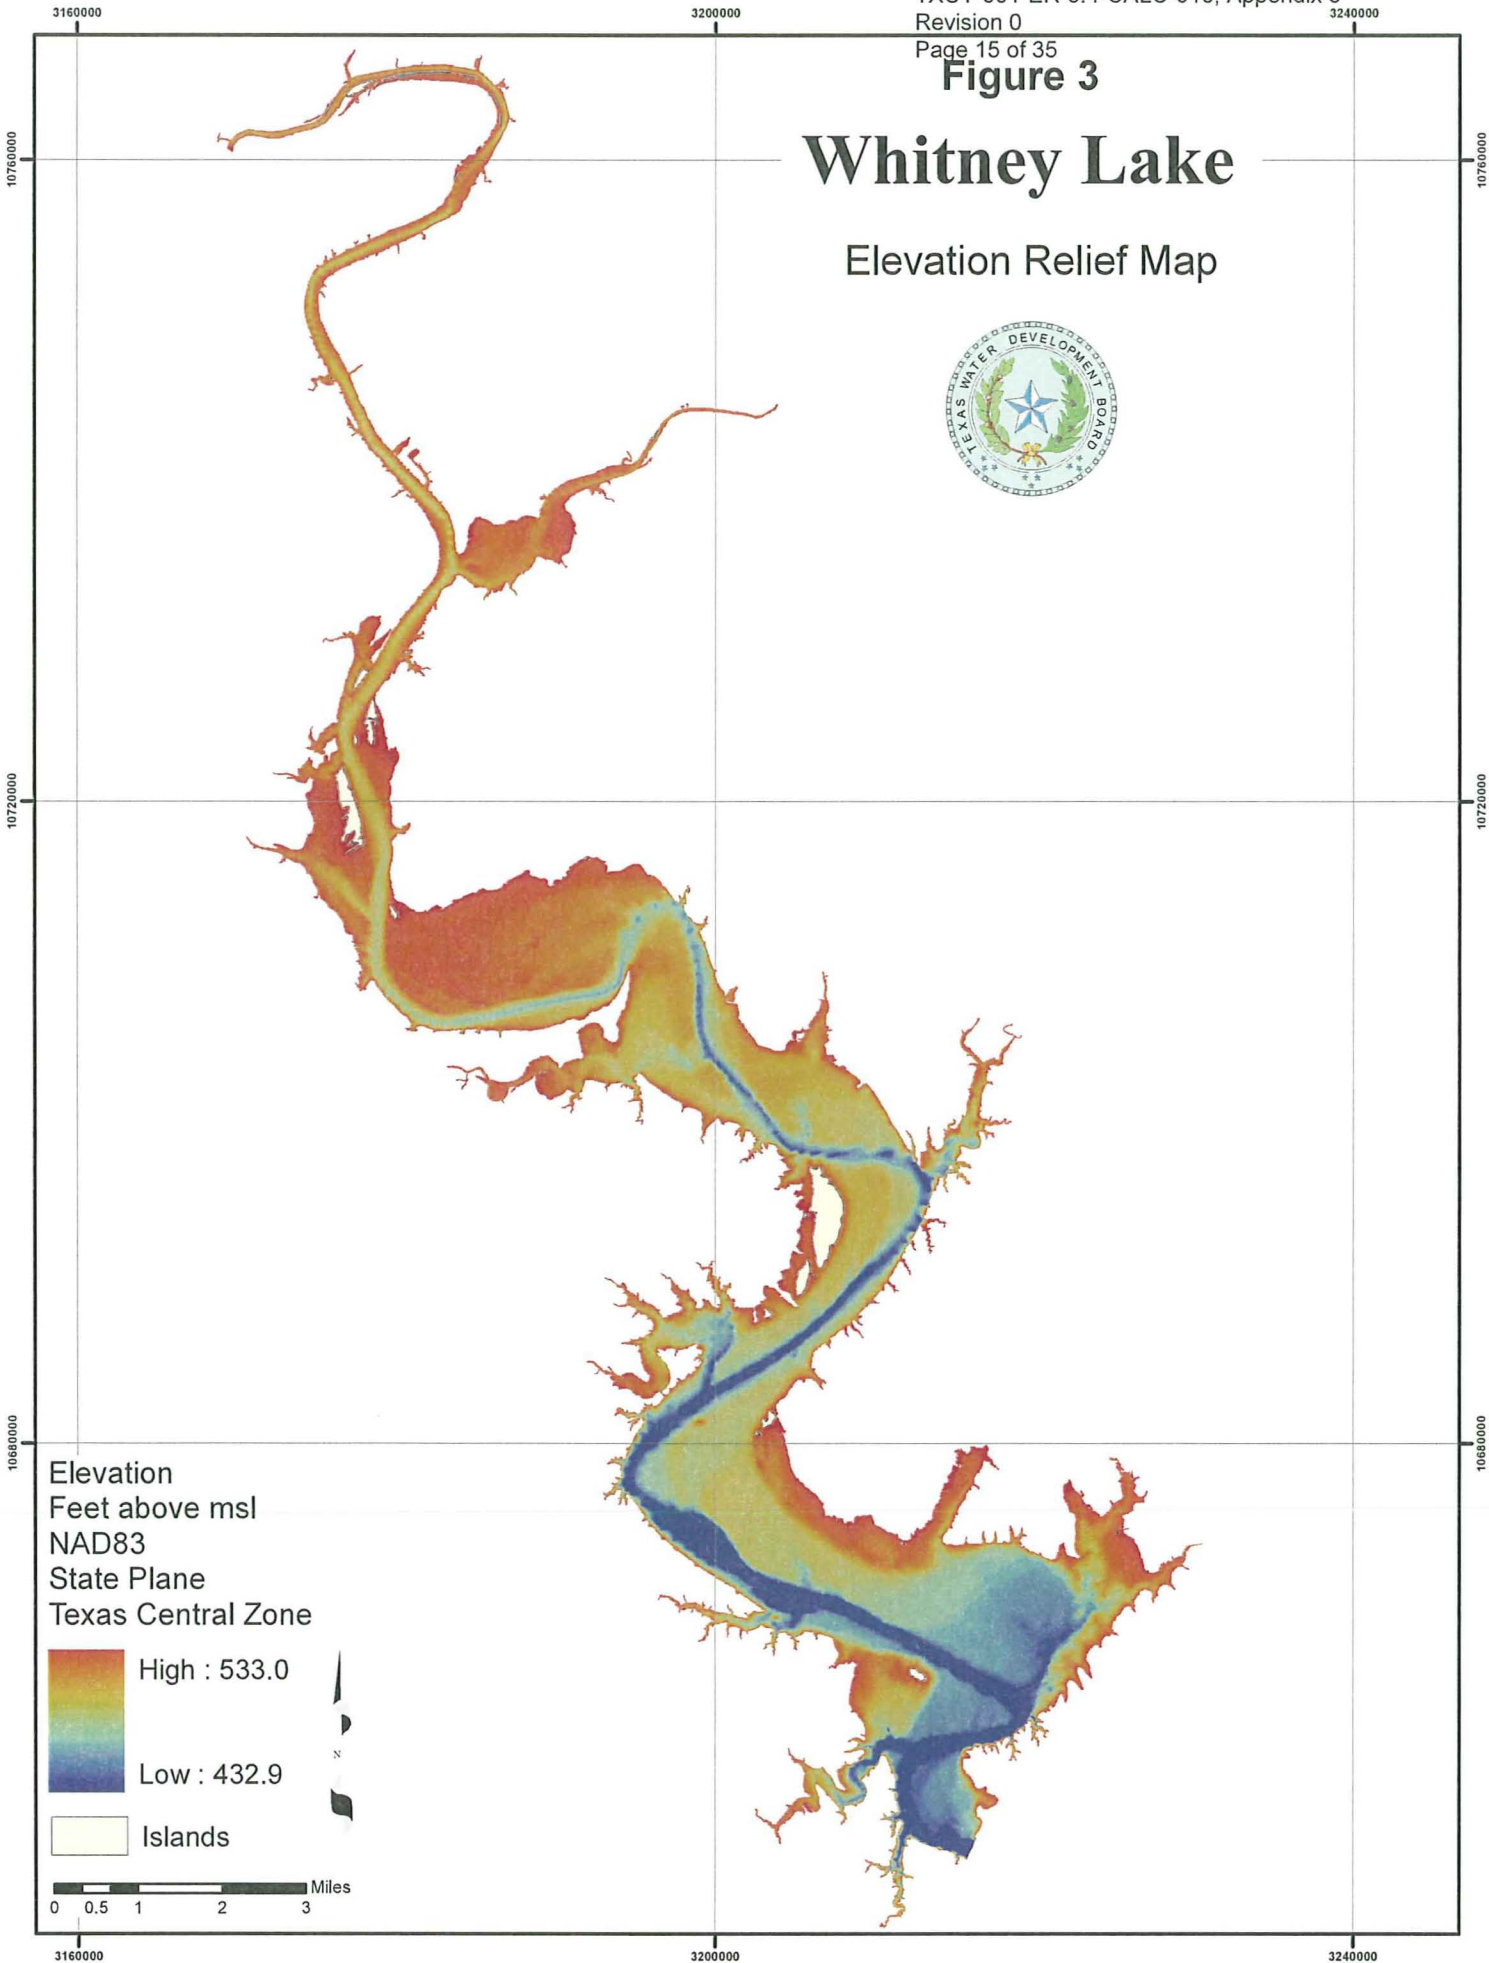 3160000
3200000
3240000
Revision 0
Page 15 of 35
Figure 3
Whitney Lake
Elevation Relief Map
TEXAS WATER DEVELOPMENT BOARD
10760000
10760000
10720000
10720000
10680000
10680000
Elevation
Feet above msl
NAD83
State Plane
Texas Central Zone
High : 533.0
Low : 432.9
N
Islands
Miles
0 0.5 1 2 3
3160000
3200000
3240000